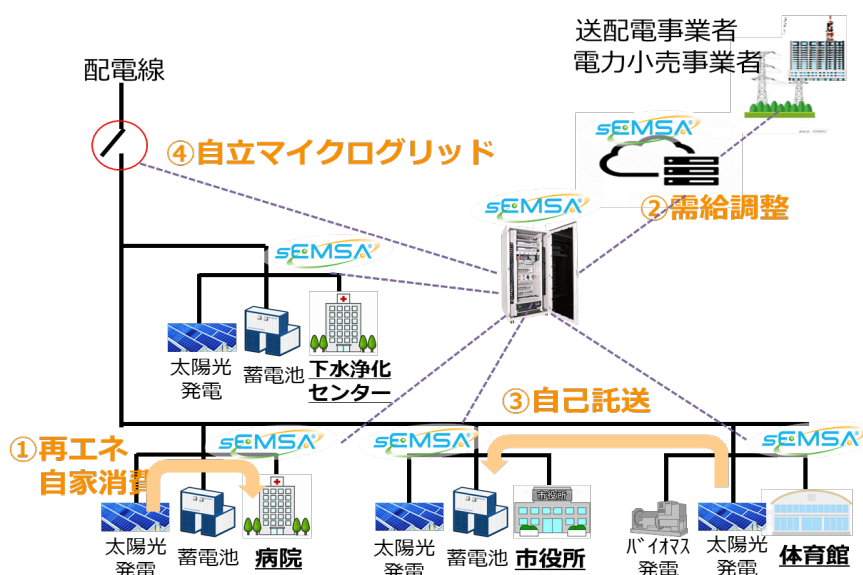 送配電事業者
電力小売事業者
配電線
sEMSA®
④自立マイクログリッド
sEMSA®
②需給調整
sEMSA®
太陽光
発電
蓄電池
下水浄化
センター
③自己託送
①再エネ
自家消費
sEMSA®
sEMSA®
sEMSA®
市役所
太陽光
発電
蓄電池
病院
太陽光
発電
蓄電池
市役所
バイオマス
発電
太陽光
発電
体育館